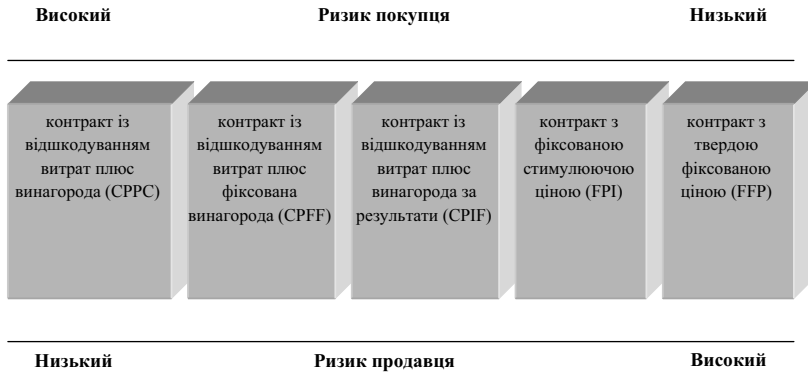 Високий Ризик покупця Низький
контракт із
відшкодуванням
витрат плюс
винагорода (CPPC)
контракт із
відшкодуванням
витрат плюс
фіксована
винагорода (CPFF)
контракт із
відшкодуванням
витрат плюс
винагорода за
результати (CPIF)
контракт з
фіксованою
стимулюючою
ціною (FPI)
контракт з
твердою
фіксованою
ціною (FFP)
Низький Ризик продавця Високий